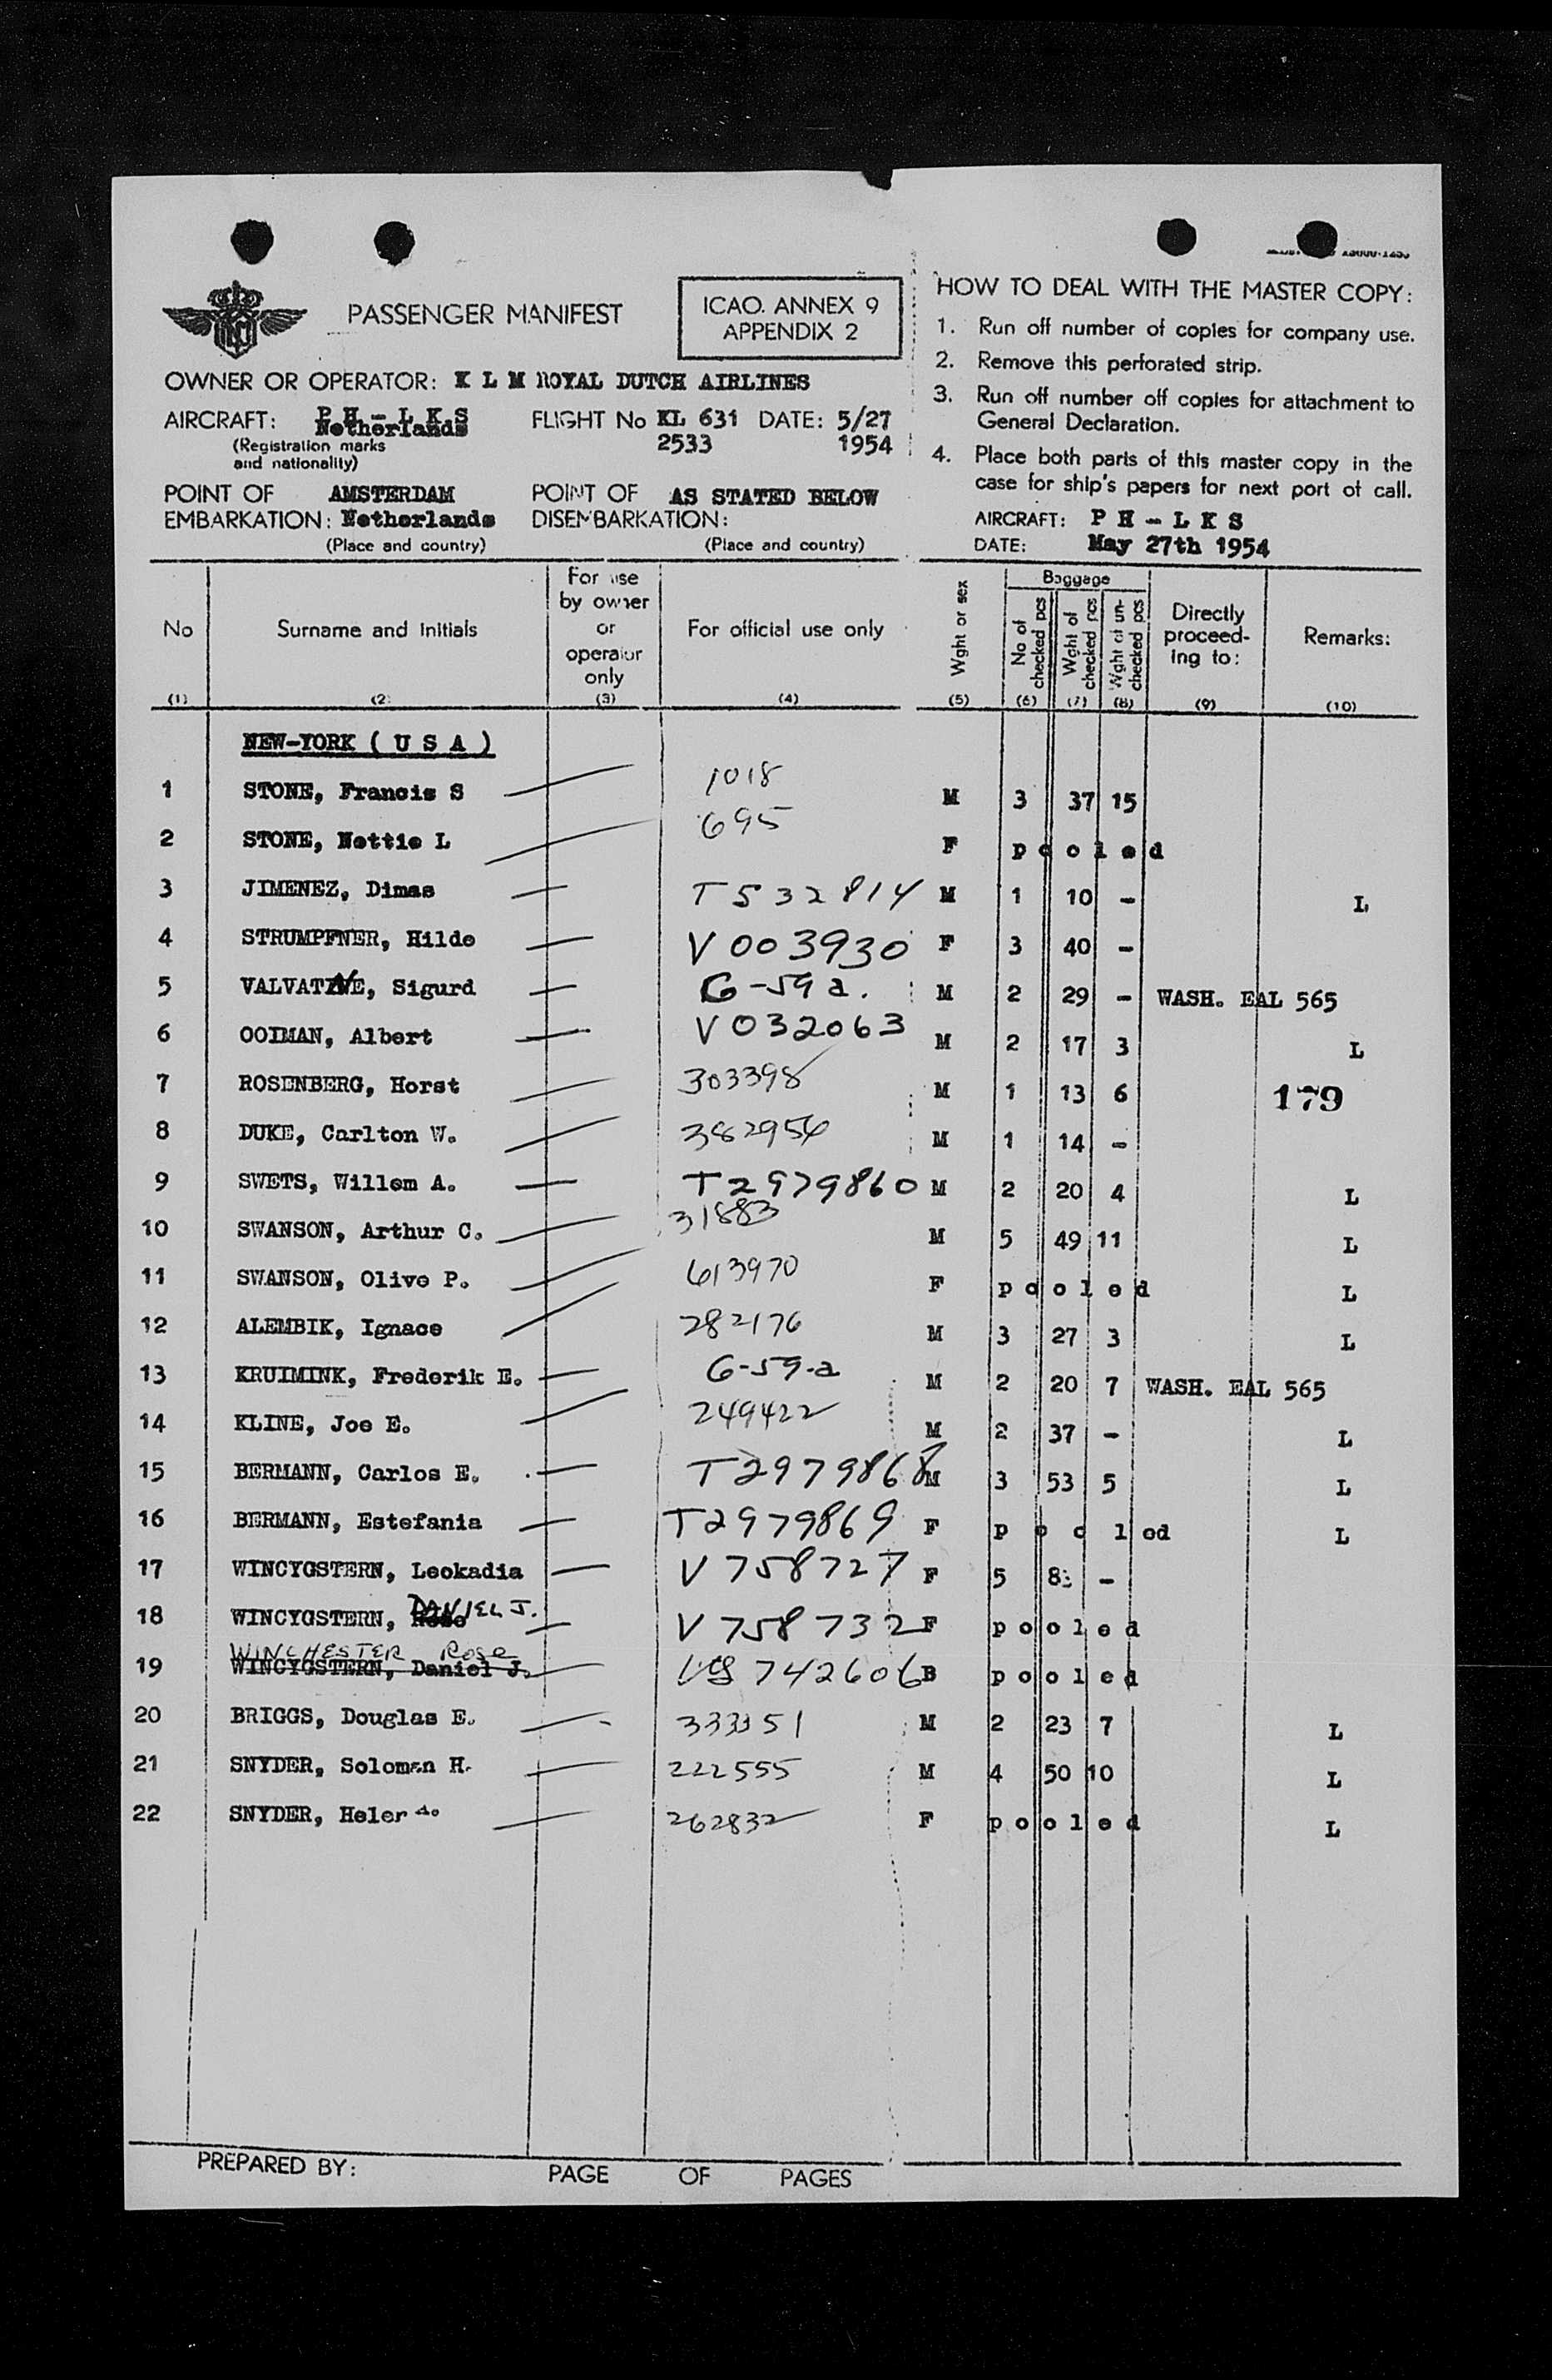 PASSENGER MANIFEST
ICAO. ANNEX 9
APPENDIX 2
OWNER OR OPERATOR: K L M ROYAL DUTCH AIRLINES
AIRCRAFT: P H - L K S FLIGHT No KL 631 DATE: 5/27
Netherlands 2533 1954
(Registration marks
and nationality)
POINT OF AMSTERDAM POINT OF AS STATED BELOW
EMBARKATION: Netherlands DISEMBARKATION:
(Place and country) (Place and country)
HOW TO DEAL WITH THE MASTER COPY:
1. Run off number of copies for company use.
2. Remove this perforated strip.
3. Run off number off copies for attachment to
General Declaration.
4. Place both parts of this master copy in the
case for ship's papers for next port of call.
AIRCRAFT: P H - L K S
DATE: May 27th 1954
No (1)
Surname and Initials (2)
For use by owner or operator only (3)
For official use only (4)
Wght or sex (5)
Baggage
No of checked pcs (6)
Wght of checked pcs (7)
Wght of un-checked pcs (8)
Directly proceed-ing to: (9)
Remarks: (10)
NEW-YORK ( U S A )
1 STONE, Francis S 1018 M 3 37 15
2 STONE, Nettie L 695 F pooled
3 JIMENEZ, Dimas T532814 M 1 10 - L
4 STRUMPFNER, Hilde V003930 F 3 40 -
5 VALVATNE, Sigurd G-59a. M 2 29 - WASH. EAL 565
6 OOIMAN, Albert V032063 M 2 17 3 L
7 ROSENBERG, Horst 303398 M 1 13 6
179
8 DUKE, Carlton W. 382956 M 1 14 -
9 SWETS, Willem A. T2979860 M 2 20 4 L
10 SWANSON, Arthur C. 31883 M 5 49 11 L
11 SWANSON, Olive P. 613970 F pooled L
12 ALEMBIK, Ignace 282176 M 3 27 3 L
13 KRUIMINK, Frederik E. G-59-a M 2 20 7 WASH. EAL 565
14 KLINE, Joe E. 249422 M 2 37 - L
15 BERMANN, Carlos E. T2979868 M 3 53 5 L
16 BERMANN, Estefania T2979869 F pooled L
17 WINCYGSTERN, Leokadia V758727 F 5 -
18 WINCYGSTERN, DANIEL J. V758732 F pooled
WINCHESTER Rose
19 WINCYGSTERN, Daniel J. 742606 B pooled
20 BRIGGS, Douglas E. M 2 23 7 L
21 SNYDER, Soloman H. 222555 M 4 50 10 L
22 SNYDER, 262832 F pooled L
PREPARED BY: PAGE OF PAGES